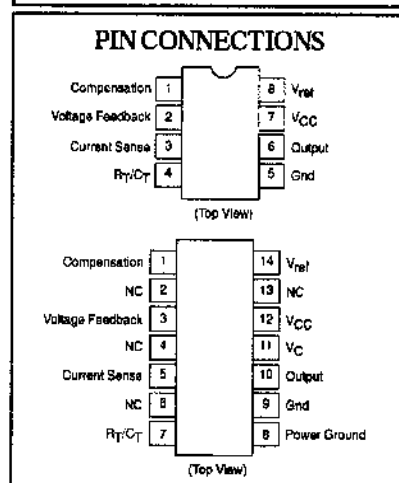 PIN CONNECTIONS
Compensation 1 8 Vref
Voltage Feedback 2 7 VCC
Current Sense 3 6 Output
RT/CT 4 5 Gnd
(Top View)
Compensation 1 14 Vref
NC 2 13 NC
Voltage Feedback 3 12 VCC
NC 4 11 VC
Current Sense 5 10 Output
NC 6 9 Gnd
RT/CT 7 8 Power Ground
(Top View)